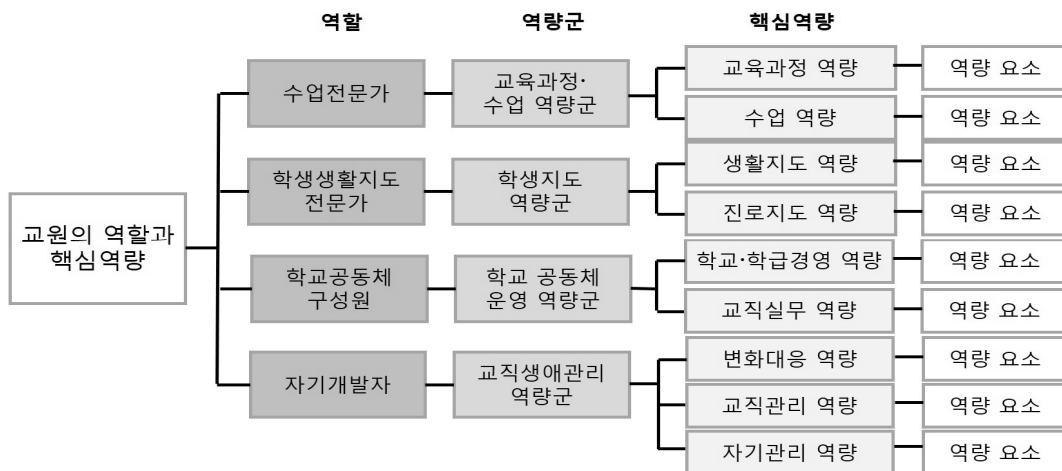 역할 역량군 핵심역량
교원의 역할과
핵심역량
수업전문가
교육과정·
수업 역량군
교육과정 역량
역량 요소
수업 역량
역량 요소
학생생활지도
전문가
학생지도
역량군
생활지도 역량
역량 요소
진로지도 역량
역량 요소
학교공동체
구성원
학교 공동체
운영 역량군
학교·학급경영 역량
역량 요소
교직실무 역량
역량 요소
자기개발자
교직생애관리
역량군
변화대응 역량
역량 요소
교직관리 역량
역량 요소
자기관리 역량
역량 요소